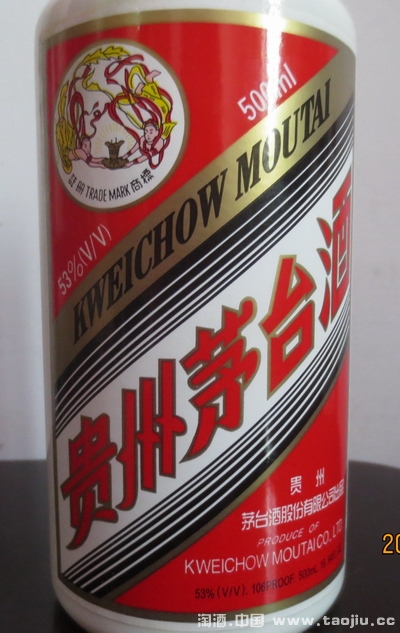 註册 TRADE MARK 商標
500ml
53%(V/V)
KWEICHOW MOUTAI
贵州茅台酒
贵 州
茅台酒股份有限公司出品
PRODUCE OF
KWEICHOW MOUTAI CO., LTD
53% (V/V). 106PROOF. 500mL
20
淘酒.中国 www.taojiu.cc